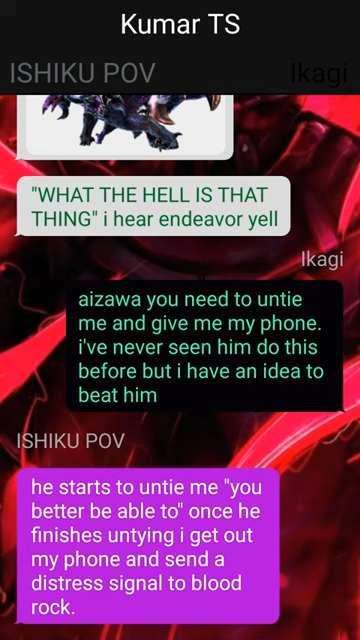 Kumar TS
ISHIKU POV
Ikagi
"WHAT THE HELL IS THAT
THING" i hear endeavor yell
Ikagi
aizawa you need to untie
me and give me my phone.
i've never seen him do this
before but i have an idea to
beat him
ISHIKU POV
he starts to untie me "you
better be able to" once he
finishes untying i get out
my phone and send a
distress signal to blood
rock.